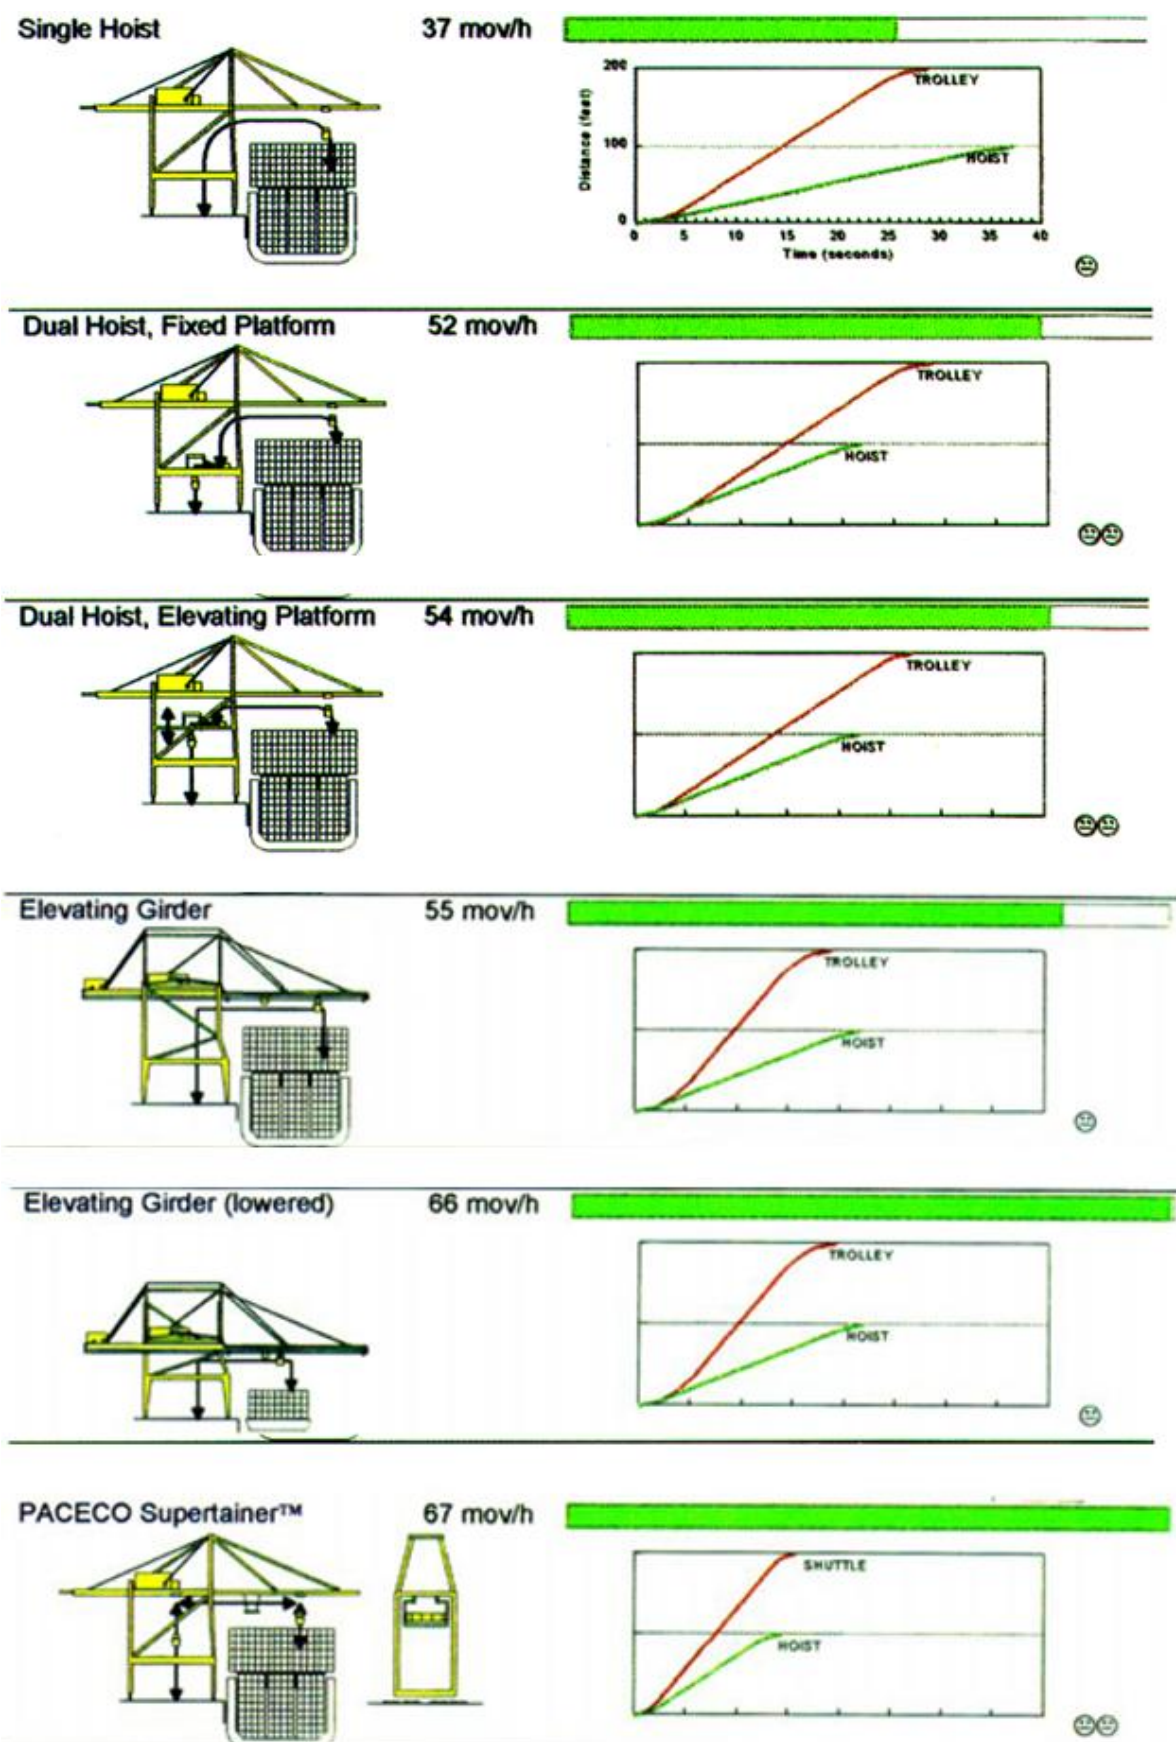 Single Hoist 37 mov/h
200
TROLLEY
Distance (feet)
100
HOIST
0
0 5 10 15 20 25 30 35 40
Time (seconds)
Dual Hoist, Fixed Platform 52 mov/h
TROLLEY
HOIST
Dual Hoist, Elevating Platform 54 mov/h
TROLLEY
HOIST
Elevating Girder 55 mov/h
TROLLEY
HOIST
Elevating Girder (lowered) 66 mov/h
TROLLEY
HOIST
PACECO Supertainer™ 67 mov/h
SHUTTLE
HOIST